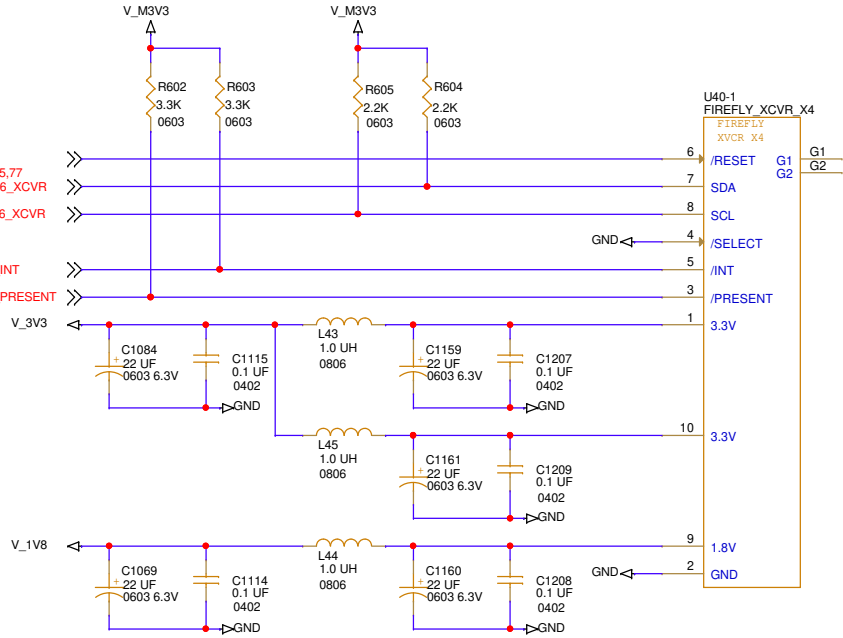 V_M3V3
V_M3V3
R602
3.3K
0603
R603
3.3K
0603
R605
2.2K
0603
R604
2.2K
0603
U40-1
FIREFLY_XCVR_X4
FIREFLY
XVCR X4
5,77
6_XCVR
6_XCVR
INT
PRESENT
6
/RESET
7
SDA
8
SCL
GND
4
/SELECT
5
/INT
3
/PRESENT
G1
G1
G2
G2
V_3V3
1
3.3V
L43
1.0 UH
0806
C1084
22 UF
0603 6.3V
C1115
0.1 UF
0402
GND
C1159
22 UF
0603 6.3V
C1207
0.1 UF
0402
GND
10
3.3V
L45
1.0 UH
0806
C1161
22 UF
0603 6.3V
C1209
0.1 UF
0402
GND
V_1V8
9
1.8V
L44
1.0 UH
0806
GND
2
GND
C1069
22 UF
0603 6.3V
C1114
0.1 UF
0402
GND
C1160
22 UF
0603 6.3V
C1208
0.1 UF
0402
GND